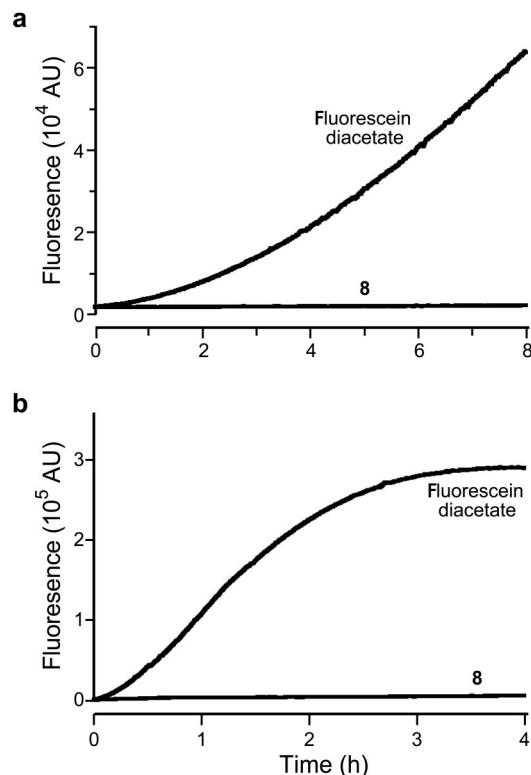 a
Fluoresence (10⁴ AU)
6
4
2
0
Fluorescein
diacetate
8
0 2 4 6 8
b
Fluoresence (10⁵ AU)
3
2
1
0
Fluorescein
diacetate
8
0 1 2 3 4
Time (h)